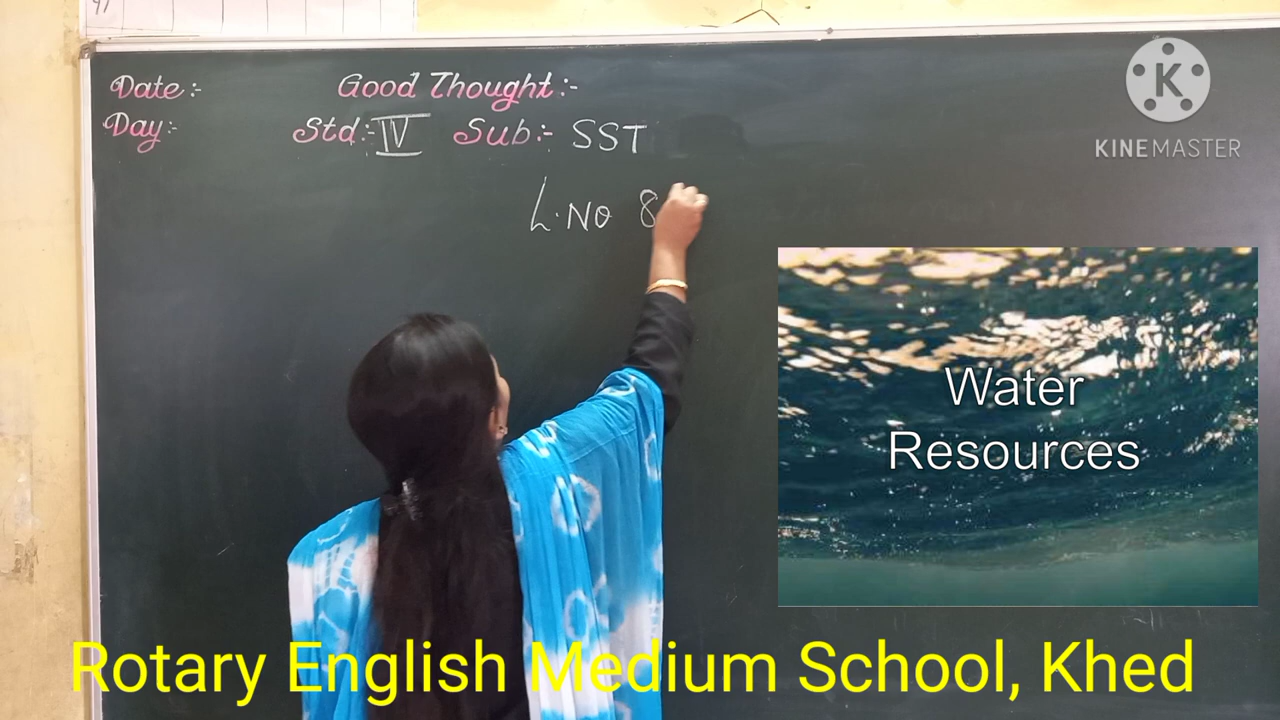 Date:- Good Thought:-
Day:- Std:- IV Sub:- SST
L.No 8
K
KINEMASTER
Water
Resources
Rotary English Medium School, Khed